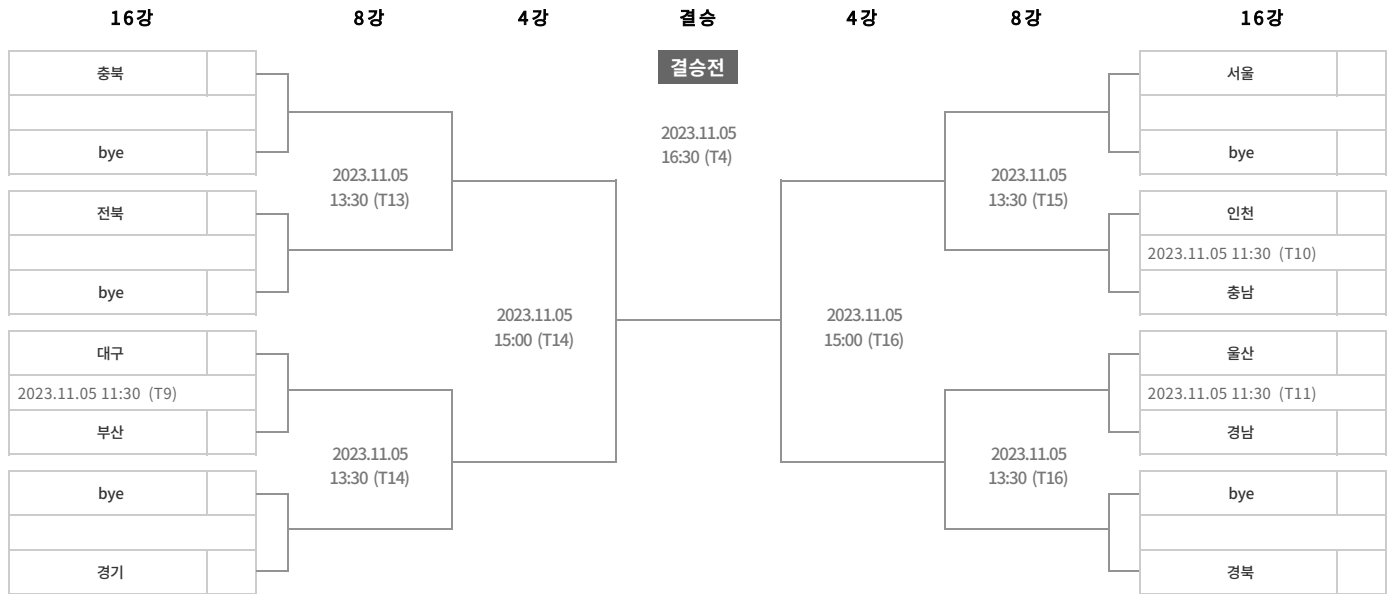 16강 8강 4강 결승 4강 8강 16강
결승전
2023.11.05
16:30 (T4)
충북
bye
2023.11.05
13:30 (T13)
전북
bye
2023.11.05
15:00 (T14)
대구
2023.11.05 11:30 (T9)
부산
2023.11.05
13:30 (T14)
bye
경기
서울
bye
2023.11.05
13:30 (T15)
인천
2023.11.05 11:30 (T10)
충남
2023.11.05
15:00 (T16)
울산
2023.11.05 11:30 (T11)
경남
2023.11.05
13:30 (T16)
bye
경북